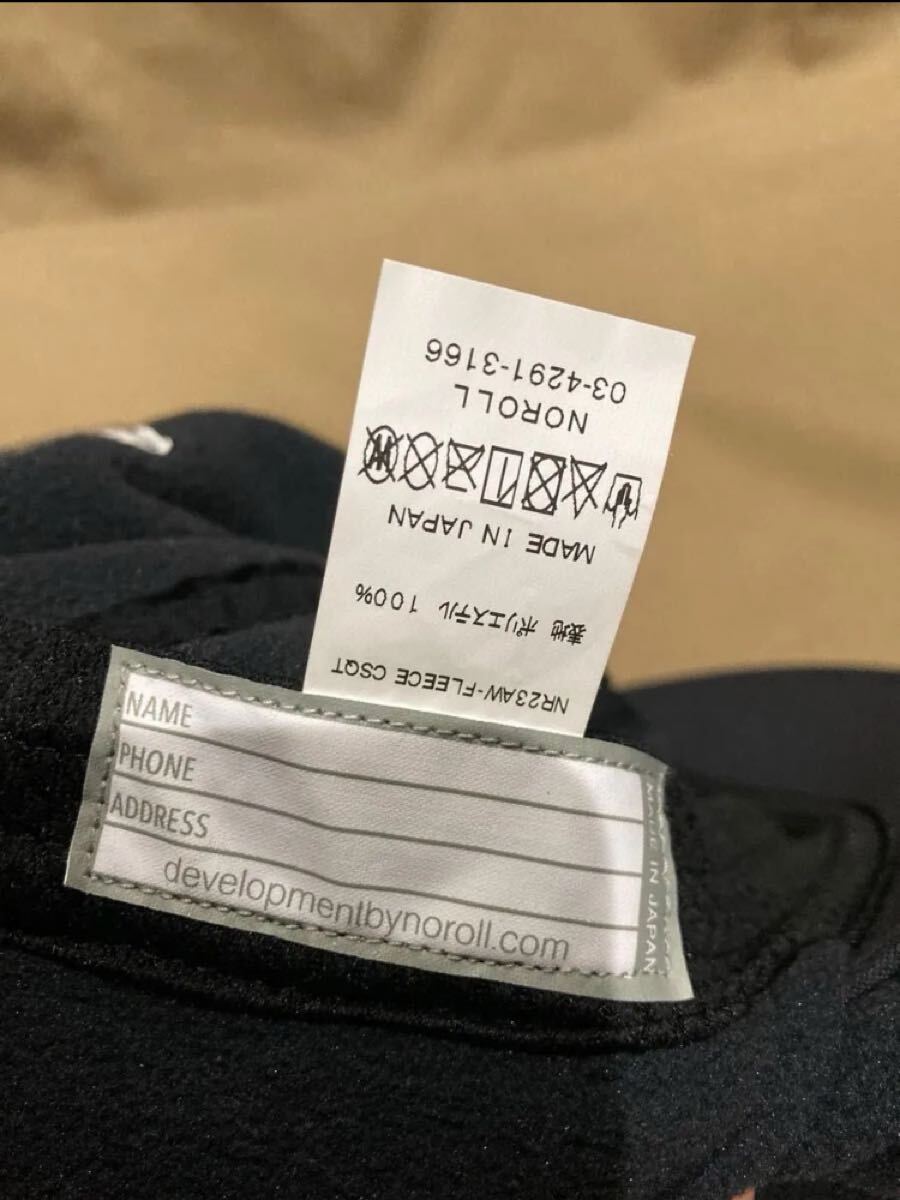 NR23AW-FLEECE CSQT
表地 ポリエステル 100%
MADE IN JAPAN
NOROLL
03-4291-3166
NAME
PHONE
ADDRESS
developmentbynoroll.com
MADE IN JAPAN